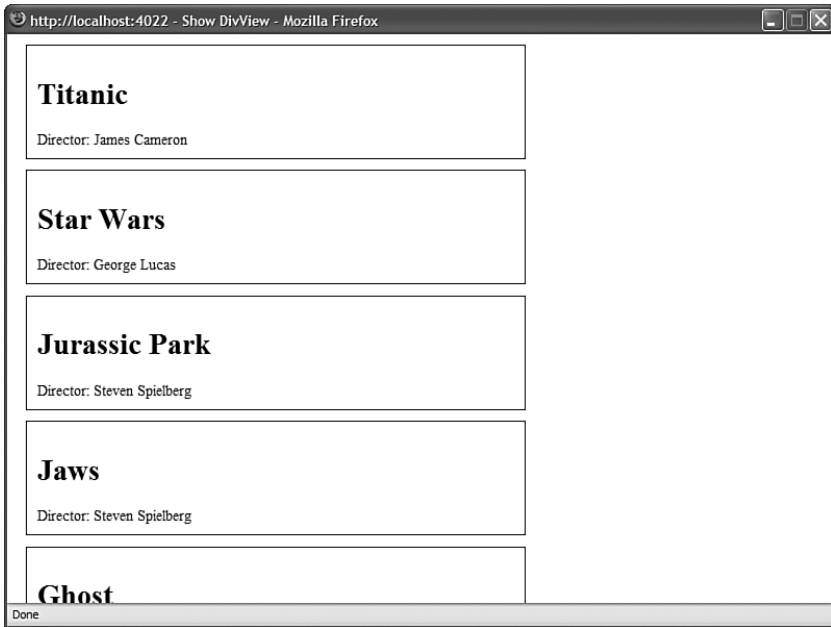 http://localhost:4022 - Show DivView - Mozilla Firefox
Titanic
Director: James Cameron
Star Wars
Director: George Lucas
Jurassic Park
Director: Steven Spielberg
Jaws
Director: Steven Spielberg
Ghost
Done